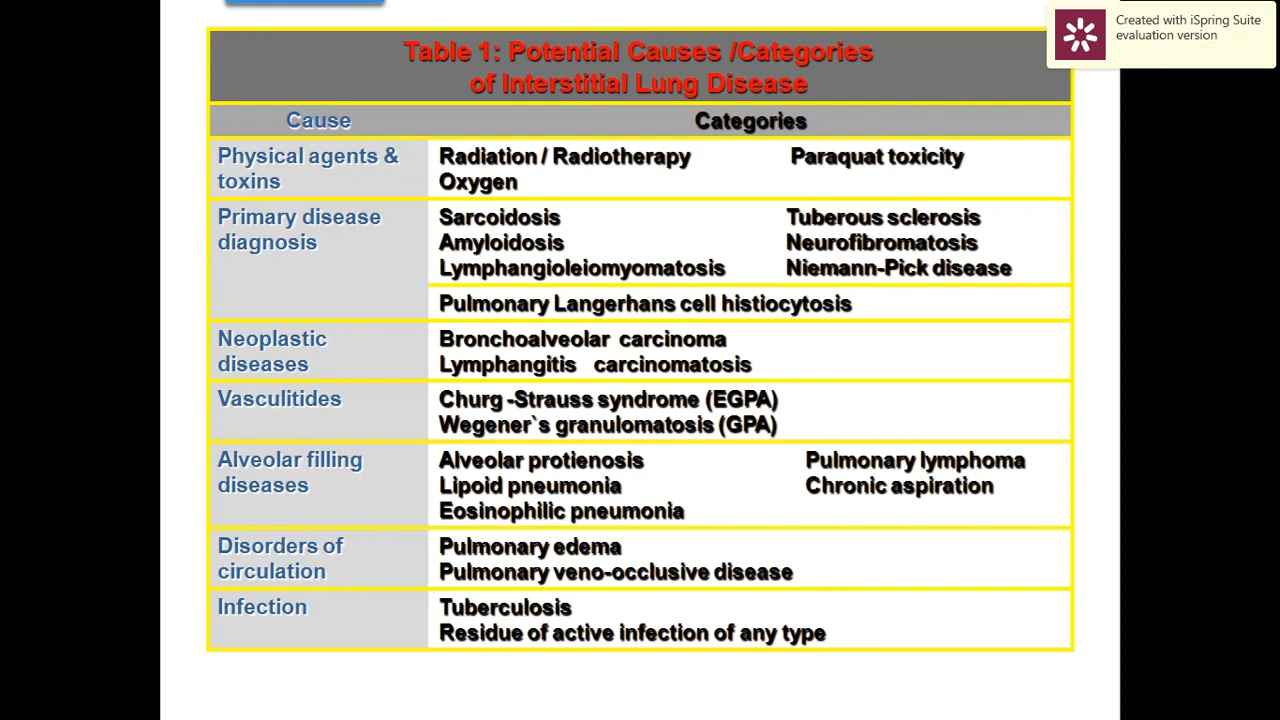 Created with iSpring Suite
evaluation version
Table 1: Potential Causes /Categories
of Interstitial Lung Disease
Cause Categories
Physical agents &
toxins
Radiation / Radiotherapy Paraquat toxicity
Oxygen
Primary disease
diagnosis
Sarcoidosis Tuberous sclerosis
Amyloidosis Neurofibromatosis
Lymphangioleiomyomatosis Niemann-Pick disease
Pulmonary Langerhans cell histiocytosis
Neoplastic
diseases
Bronchoalveolar carcinoma
Lymphangitis carcinomatosis
Vasculitides
Churg -Strauss syndrome (EGPA)
Wegener`s granulomatosis (GPA)
Alveolar filling
diseases
Alveolar protienosis Pulmonary lymphoma
Lipoid pneumonia Chronic aspiration
Eosinophilic pneumonia
Disorders of
circulation
Pulmonary edema
Pulmonary veno-occlusive disease
Infection
Tuberculosis
Residue of active infection of any type